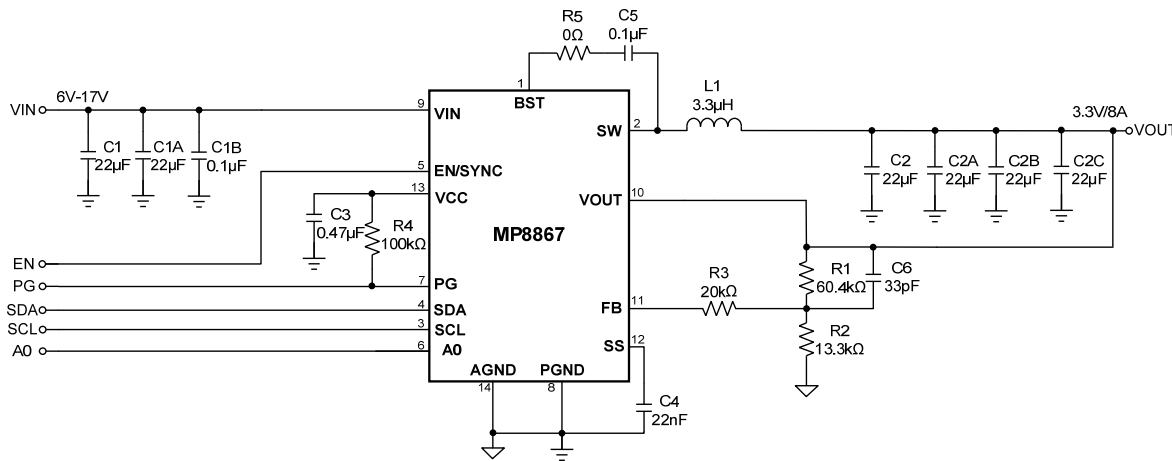 R5
0Ω
C5
0.1µF
1
BST
VIN
6V-17V
9
VIN
C1
22µF
C1A
22µF
C1B
0.1µF
SW
2
L1
3.3µH
3.3V/8A
VOUT
C2
22µF
C2A
22µF
C2B
22µF
C2C
22µF
5
EN/SYNC
13
VCC
C3
0.47µF
R4
100kΩ
VOUT
10
MP8867
EN
PG
7
PG
SDA
4
SDA
SCL
3
SCL
A0
6
A0
R3
20kΩ
R1
60.4kΩ
C6
33pF
FB
11
R2
13.3kΩ
SS
12
AGND
PGND
14
8
C4
22nF